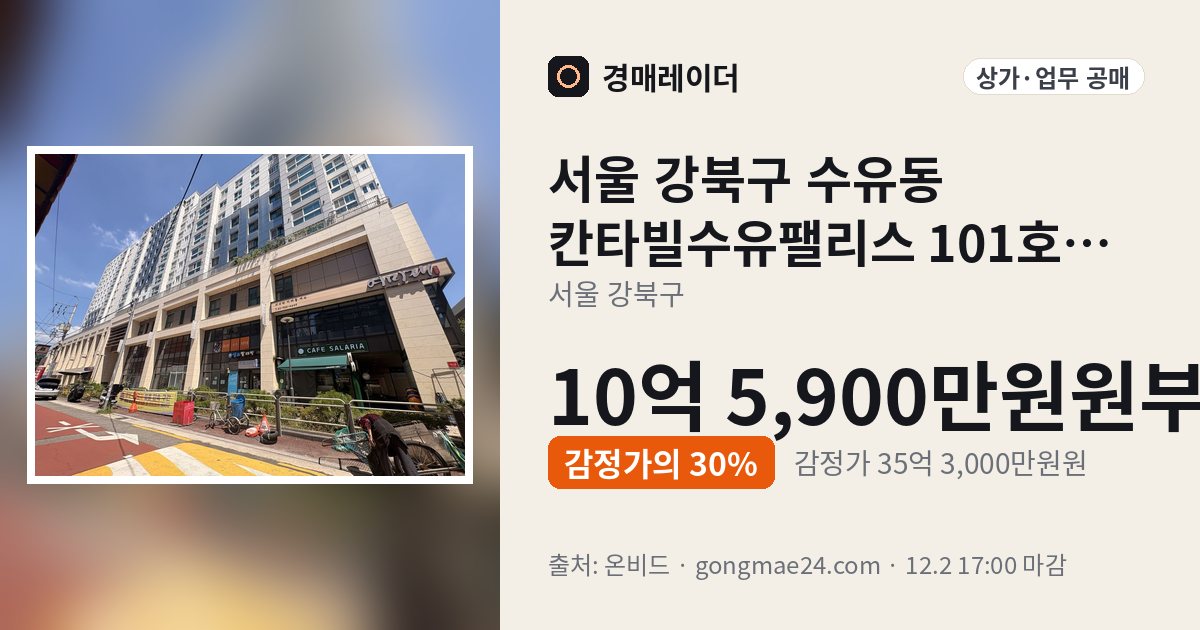 경매레이더
상가·업무 공매
서울 강북구 수유동
칸타빌수유팰리스 101호…
서울 강북구
10억 5,900만원원부
감정가의 30%
감정가 35억 3,000만원원
출처: 온비드 · gongmae24.com · 12.2 17:00 마감
CAFE SALARIA